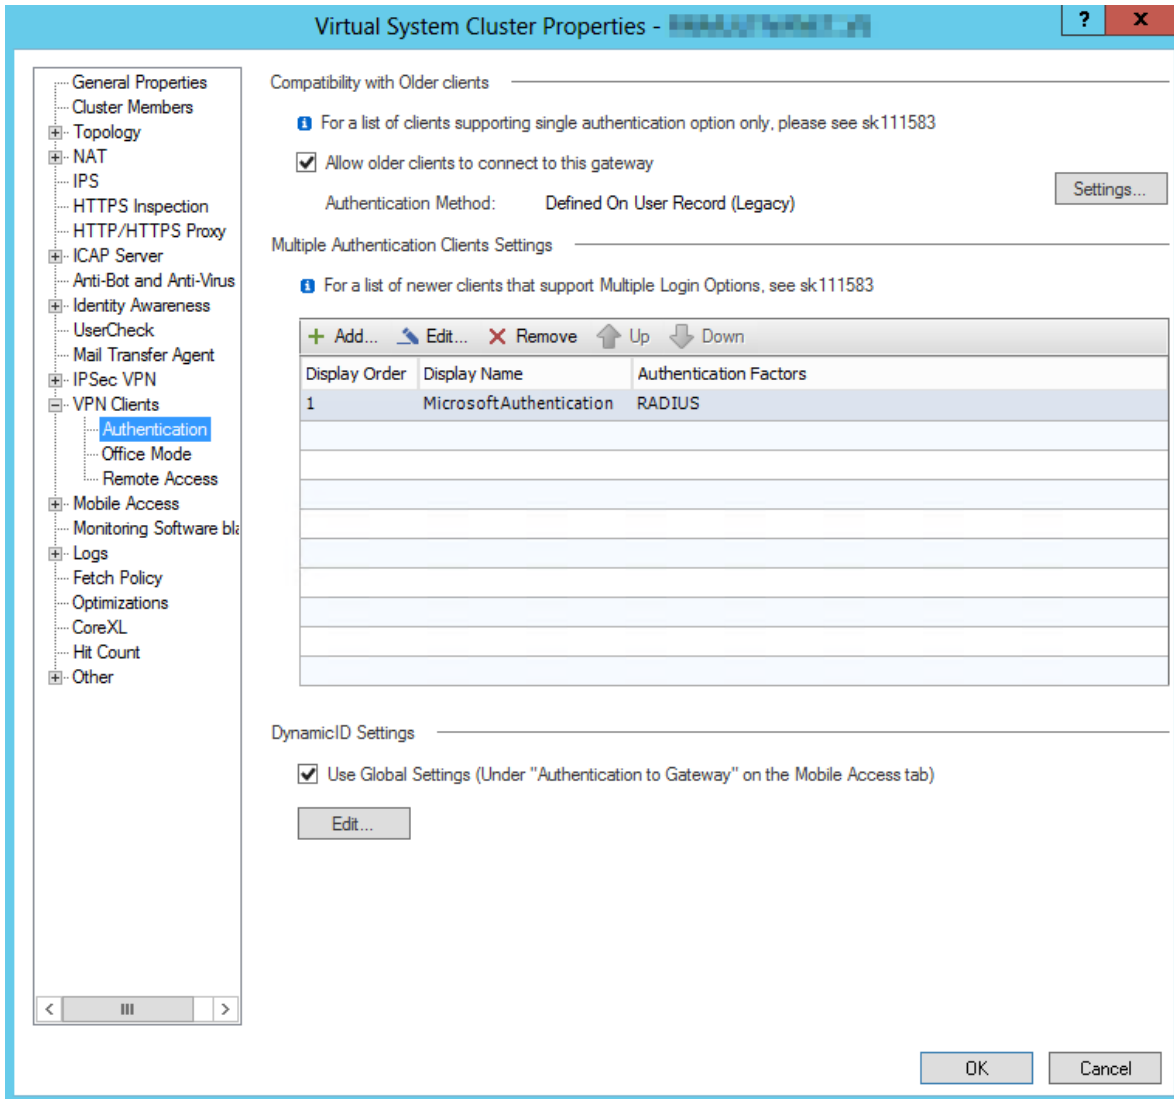 Virtual System Cluster Properties -
? x
General Properties
Cluster Members
Topology
NAT
IPS
HTTPS Inspection
HTTP/HTTPS Proxy
ICAP Server
Anti-Bot and Anti-Virus
Identity Awareness
UserCheck
Mail Transfer Agent
IPSec VPN
VPN Clients
Authentication
Office Mode
Remote Access
Mobile Access
Monitoring Software bla
Logs
Fetch Policy
Optimizations
CoreXL
Hit Count
Other
Compatibility with Older clients
For a list of clients supporting single authentication option only, please see sk111583
Allow older clients to connect to this gateway
Settings...
Authentication Method: Defined On User Record (Legacy)
Multiple Authentication Clients Settings
For a list of newer clients that support Multiple Login Options, see sk111583
Add... Edit... Remove Up Down
Display Order Display Name Authentication Factors
1 MicrosoftAuthentication RADIUS
DynamicID Settings
Use Global Settings (Under "Authentication to Gateway" on the Mobile Access tab)
Edit...
OK Cancel